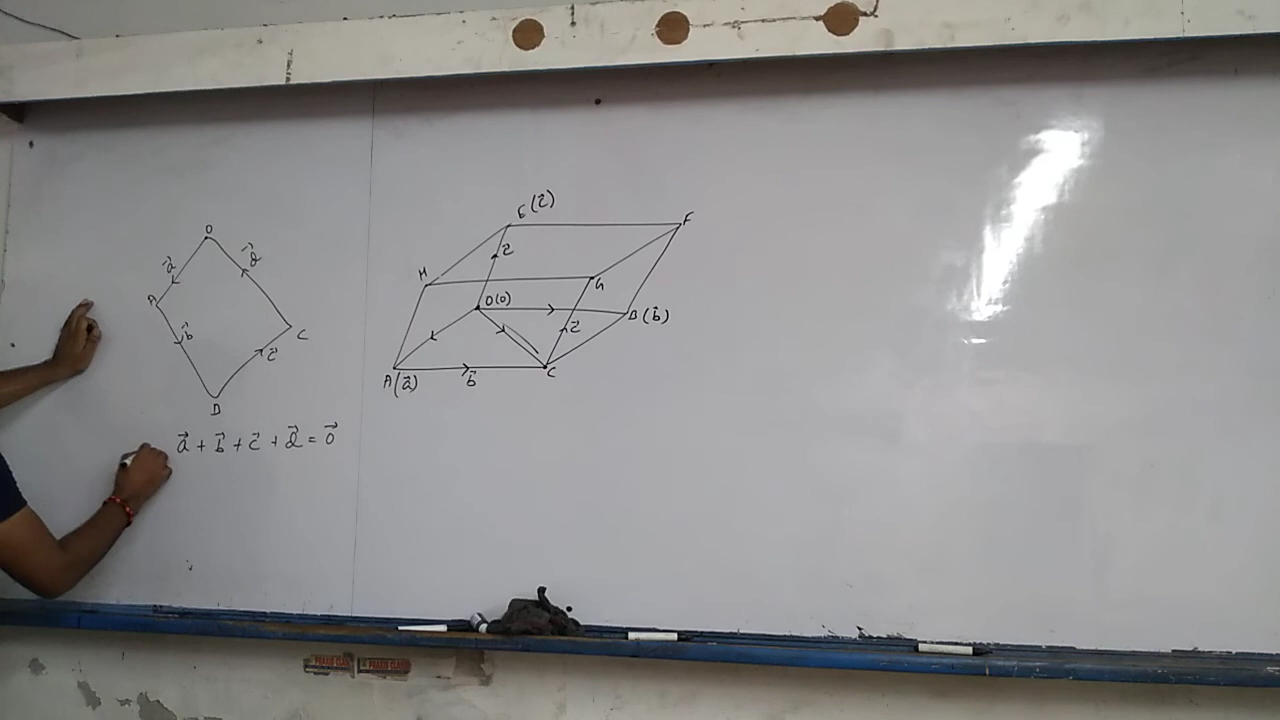 O
a⃗
d⃗
A
b⃗
C
c⃗
B
a⃗ + b⃗ + c⃗ + d⃗ = 0⃗
E (c⃗)
F
c⃗
H
G
O(0)
B (b⃗)
c⃗
A (a⃗)
b⃗
C